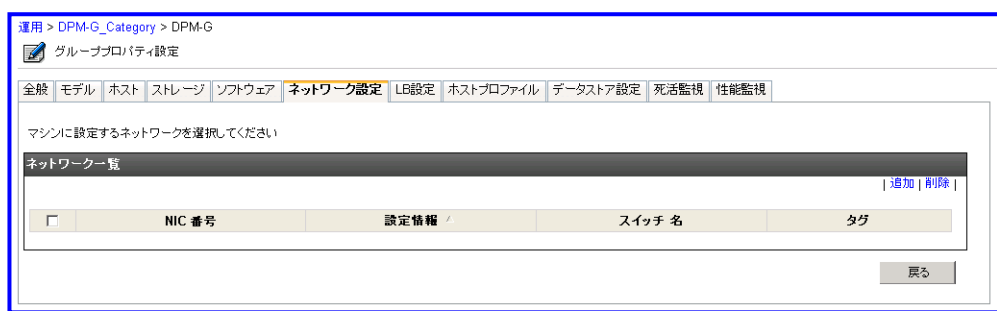 運用 > DPM-G_Category > DPM-G
グループプロパティ設定
全般 モデル ホスト ストレージ ソフトウェア ネットワーク設定 LB設定 ホストプロファイル データストア設定 死活監視 性能監視
マシンに設定するネットワークを選択してください
ネットワーク一覧
| 追加 | 削除 |
NIC 番号 設定情報 スイッチ 名 タグ
戻る